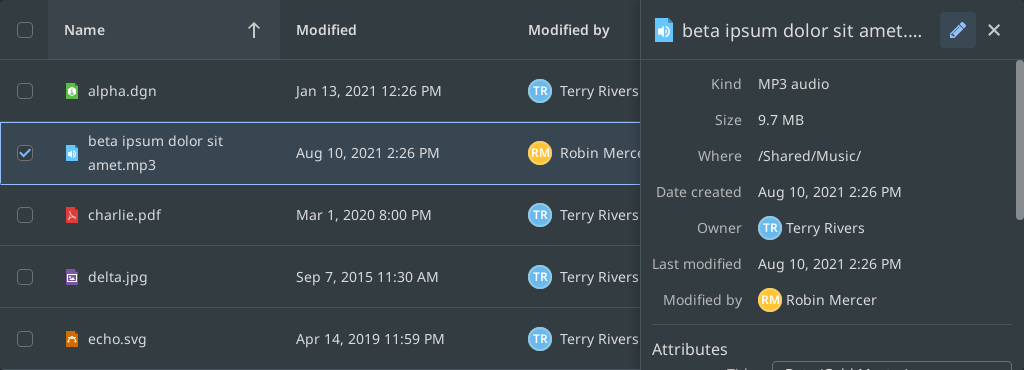 Name Modified Modified by
alpha.dgn Jan 13, 2021 12:26 PM TR Terry Rivers
beta ipsum dolor sit
amet.mp3 Aug 10, 2021 2:26 PM RM Robin
charlie.pdf Mar 1, 2020 8:00 PM TR Terry Rivers
delta.jpg Sep 7, 2015 11:30 AM TR Terry Rivers
echo.svg Apr 14, 2019 11:59 PM TR Terry Rivers
beta ipsum dolor sit amet....
Kind MP3 audio
Size 9.7 MB
Where /Shared/Music/
Date created Aug 10, 2021 2:26 PM
Owner TR Terry Rivers
Last modified Aug 10, 2021 2:26 PM
Modified by RM Robin Mercer
Attributes